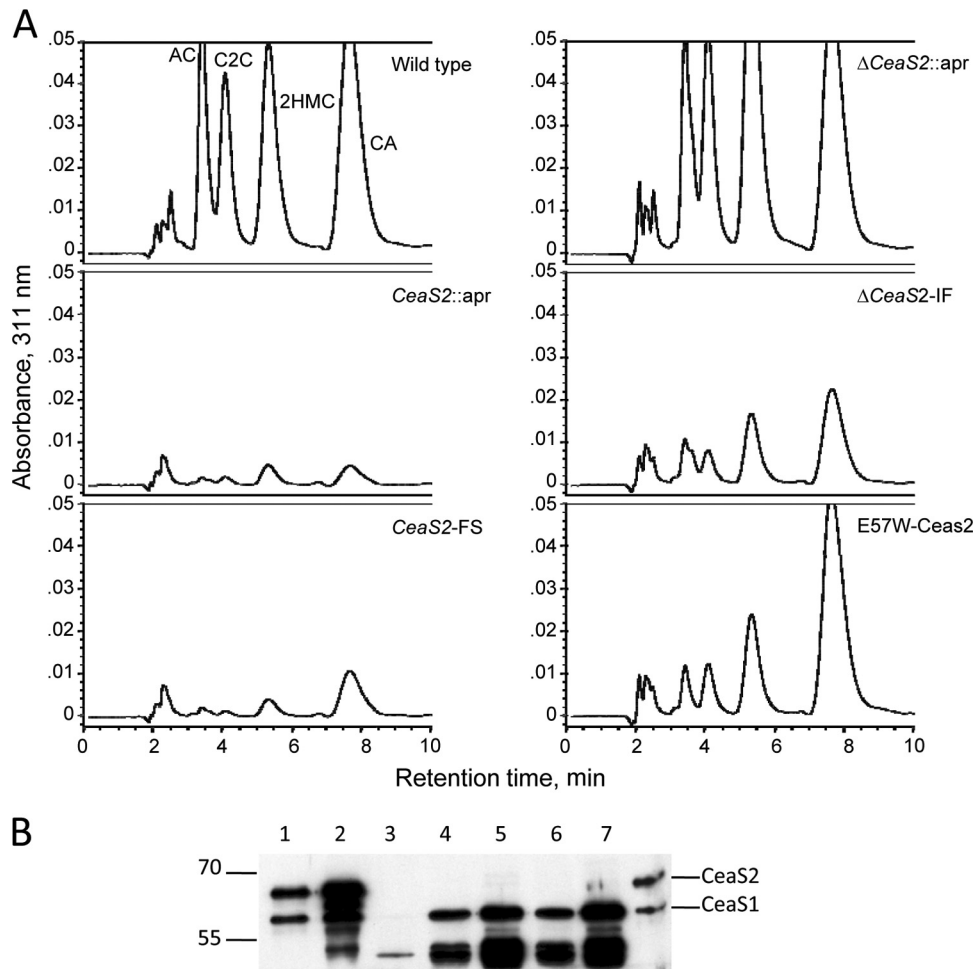 A
Absorbance, 311 nm
.05
.04
.03
.02
.01
0
AC
C2C
2HMC
CA
Wild type
.05
.04
.03
.02
.01
0
ΔCeaS2::apr
.05
.04
.03
.02
.01
0
CeaS2::apr
.05
.04
.03
.02
.01
0
ΔCeaS2-IF
.05
.04
.03
.02
.01
0
CeaS2-FS
0 2 4 6 8 10
.05
.04
.03
.02
.01
0
E57W-Ceas2
0 2 4 6 8 10
Retention time, min
B
1 2 3 4 5 6 7
70
55
CeaS2
CeaS1